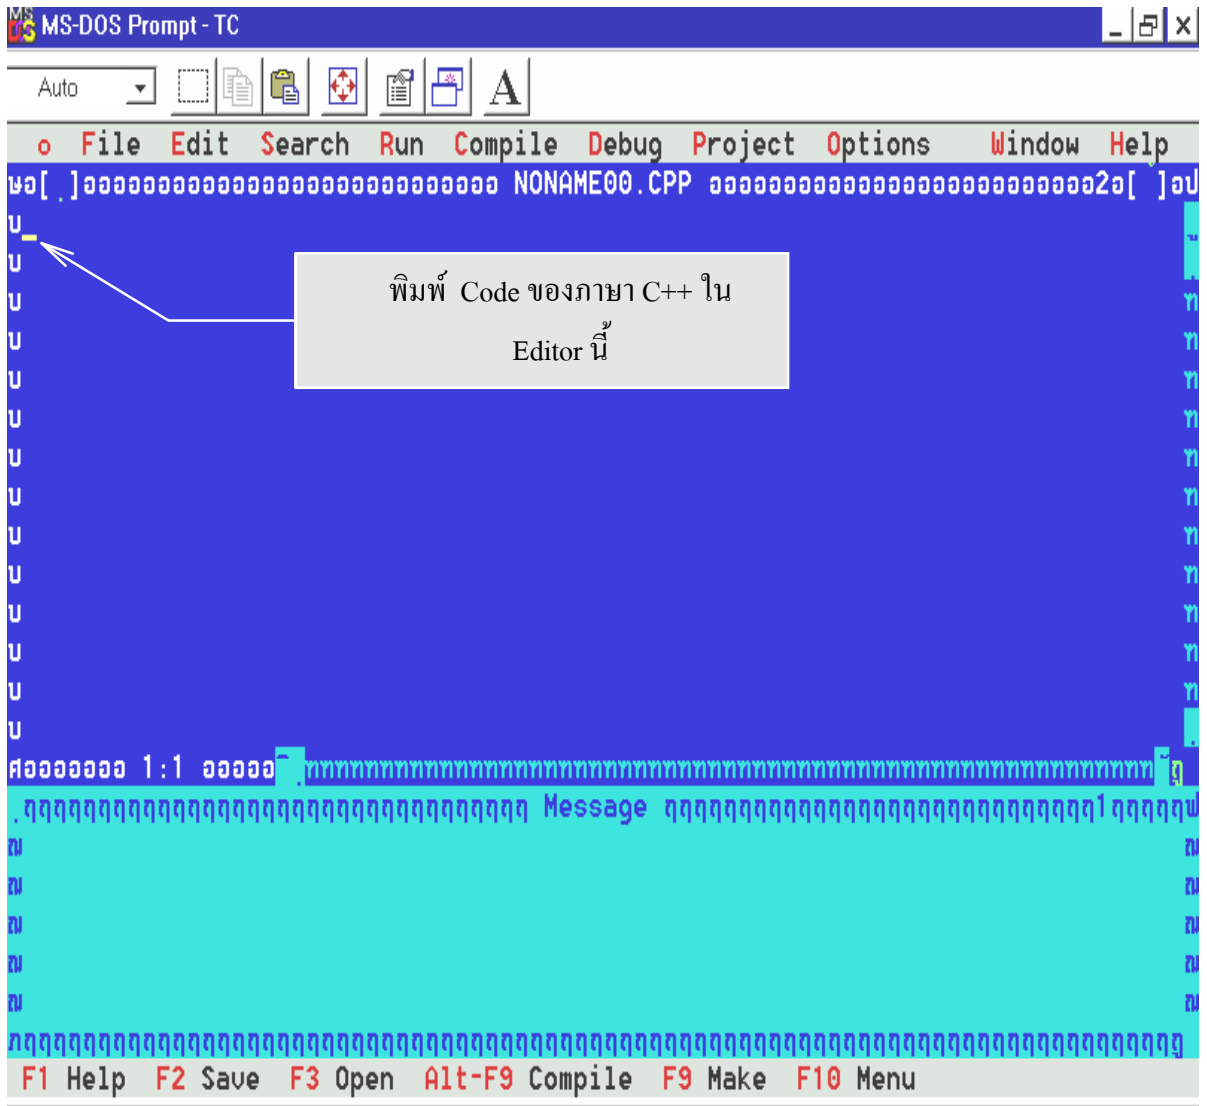 MS-DOS Prompt - TC
Auto
A
o File Edit Search Run Compile Debug Project Options Window Help
NONAME00.CPP 2
พิมพ์ Code ของภาษา C++ ใน
Editor นี้
1:1
Message 1
F1 Help F2 Save F3 Open Alt-F9 Compile F9 Make F10 Menu